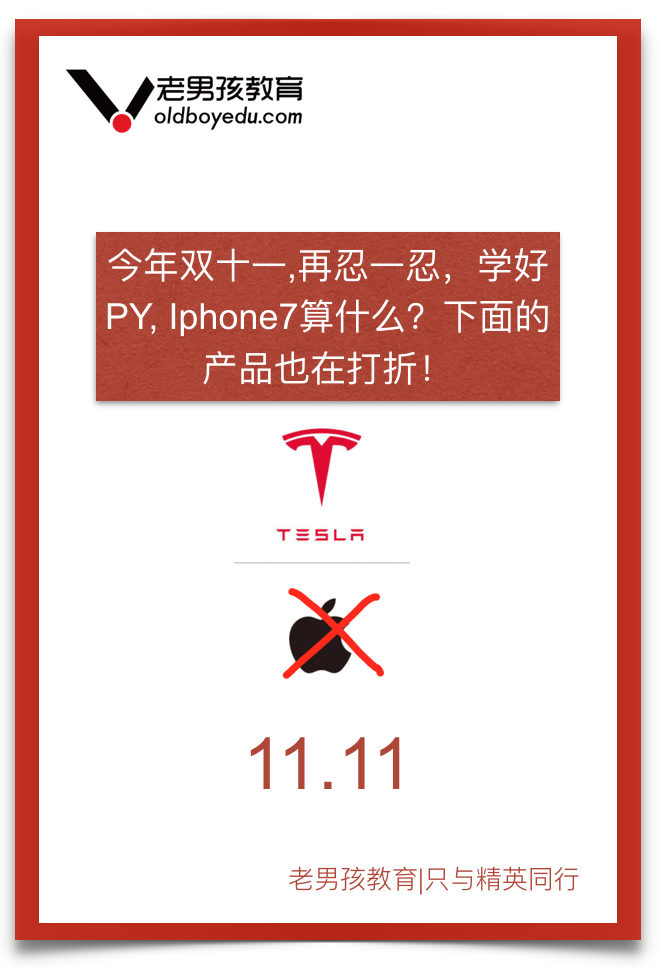 老男孩教育
oldboyedu.com
今年双十一,再忍一忍，学好
PY, Iphone7算什么？下面的
产品也在打折！
TESLA
11.11
老男孩教育|只与精英同行